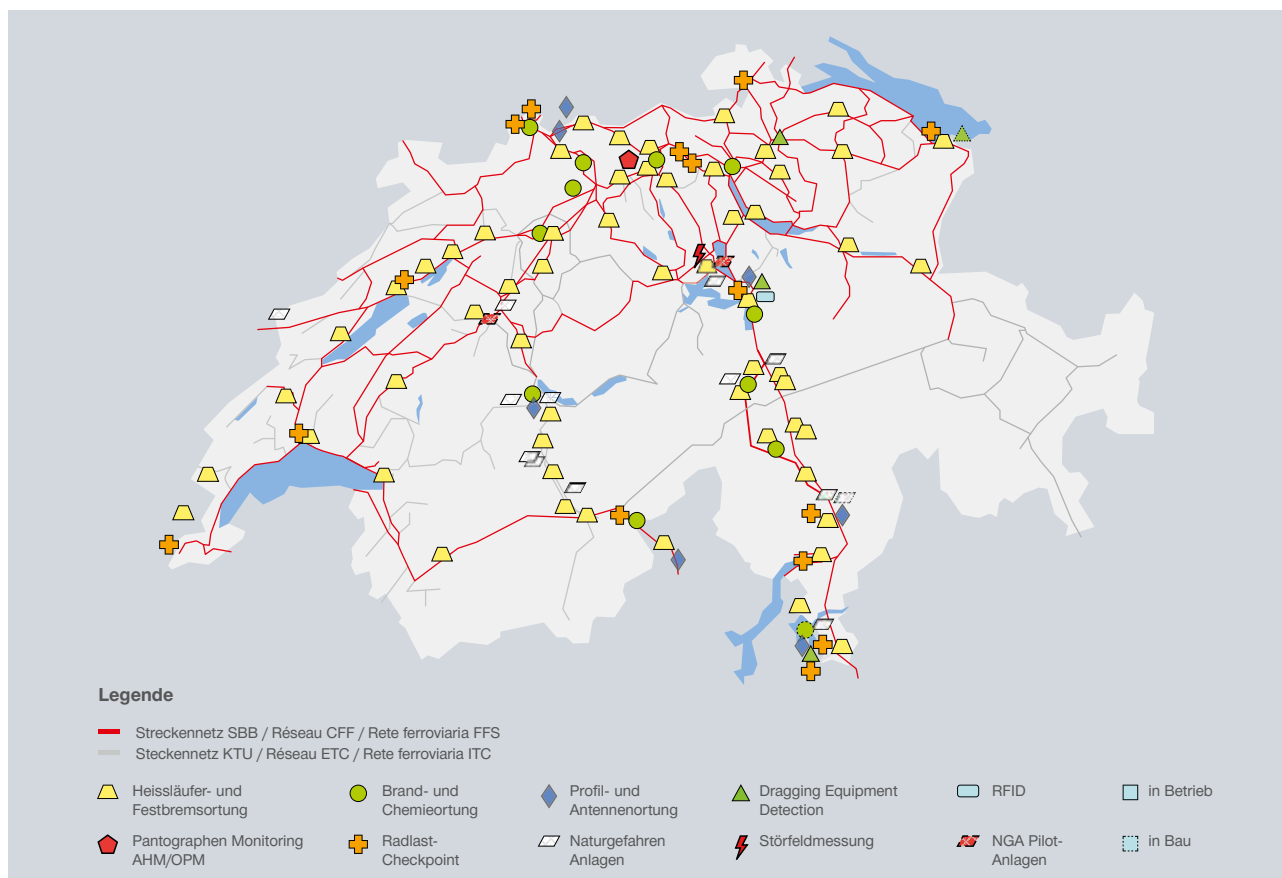 Legende
Streckennetz SBB / Réseau CFF / Rete ferroviaria FFS
Steckennetz KTU / Réseau ETC / Rete ferroviaria ITC
Heissläufer- und
Festbremsortung
Brand- und
Chemieortung
Profil- und
Antennenortung
Dragging Equipment
Detection
RFID
in Betrieb
Pantographen Monitoring
AHM/OPM
Radlast-
Checkpoint
Naturgefahren
Anlagen
Störfeldmessung
NGA Pilot-
Anlagen
in Bau